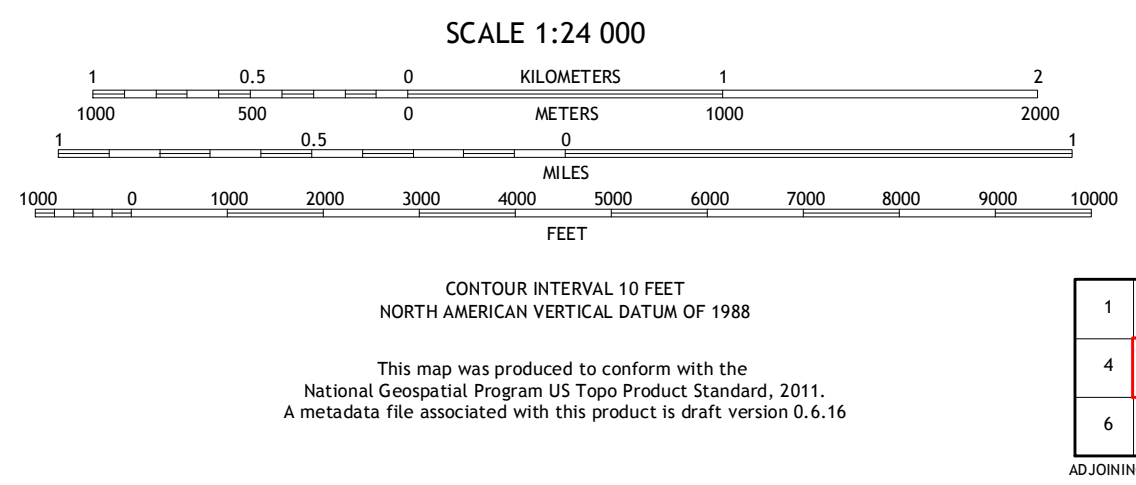 SCALE 1:24 000
1 0.5 0 KILOMETERS 1 2
1000 500 0 METERS 1000 2000
1 0.5 0 1
MILES
1000 0 1000 2000 3000 4000 5000 6000 7000 8000 9000 10000
FEET
CONTOUR INTERVAL 10 FEET
NORTH AMERICAN VERTICAL DATUM OF 1988
This map was produced to conform with the
National Geospatial Program US Topo Product Standard, 2011.
A metadata file associated with this product is draft version 0.6.16
1
4
6